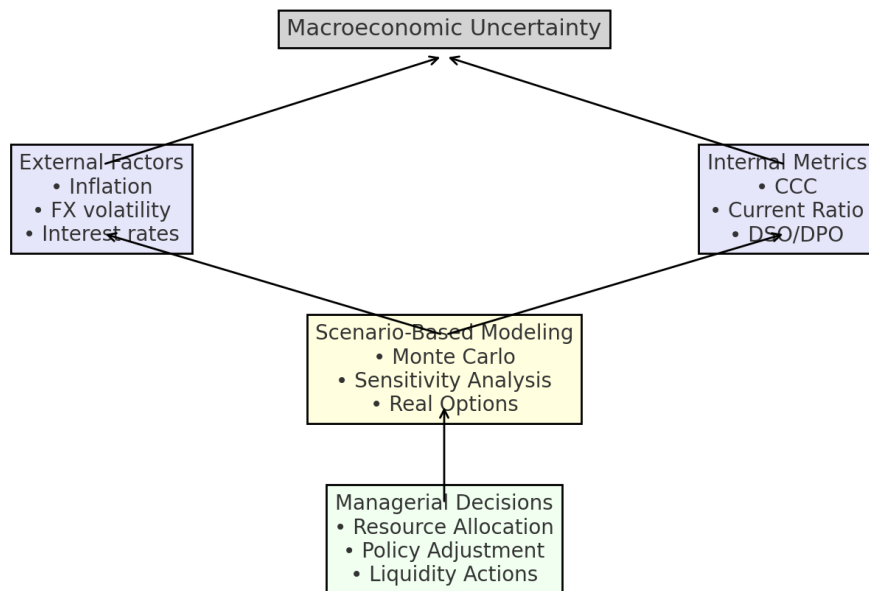 Macroeconomic Uncertainty
External Factors
• Inflation
• FX volatility
• Interest rates
Internal Metrics
• CCC
• Current Ratio
• DSO/DPO
Scenario-Based Modeling
• Monte Carlo
• Sensitivity Analysis
• Real Options
Managerial Decisions
• Resource Allocation
• Policy Adjustment
• Liquidity Actions